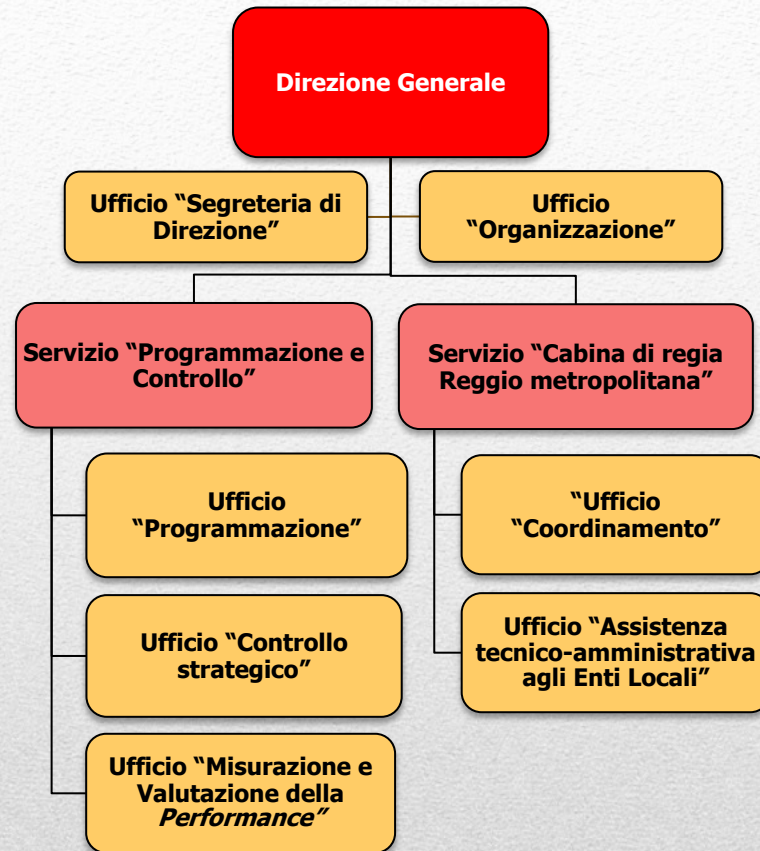 Direzione Generale
Ufficio “Segreteria di
Direzione”
Ufficio
“Organizzazione”
Servizio “Programmazione e
Controllo”
Servizio “Cabina di regia
Reggio metropolitana”
Ufficio
“Programmazione”
Ufficio “Controllo
strategico”
Ufficio “Misurazione e
Valutazione della
Performance”
“Ufficio
“Coordinamento”
Ufficio “Assistenza
tecnico-amministrativa
agli Enti Locali”